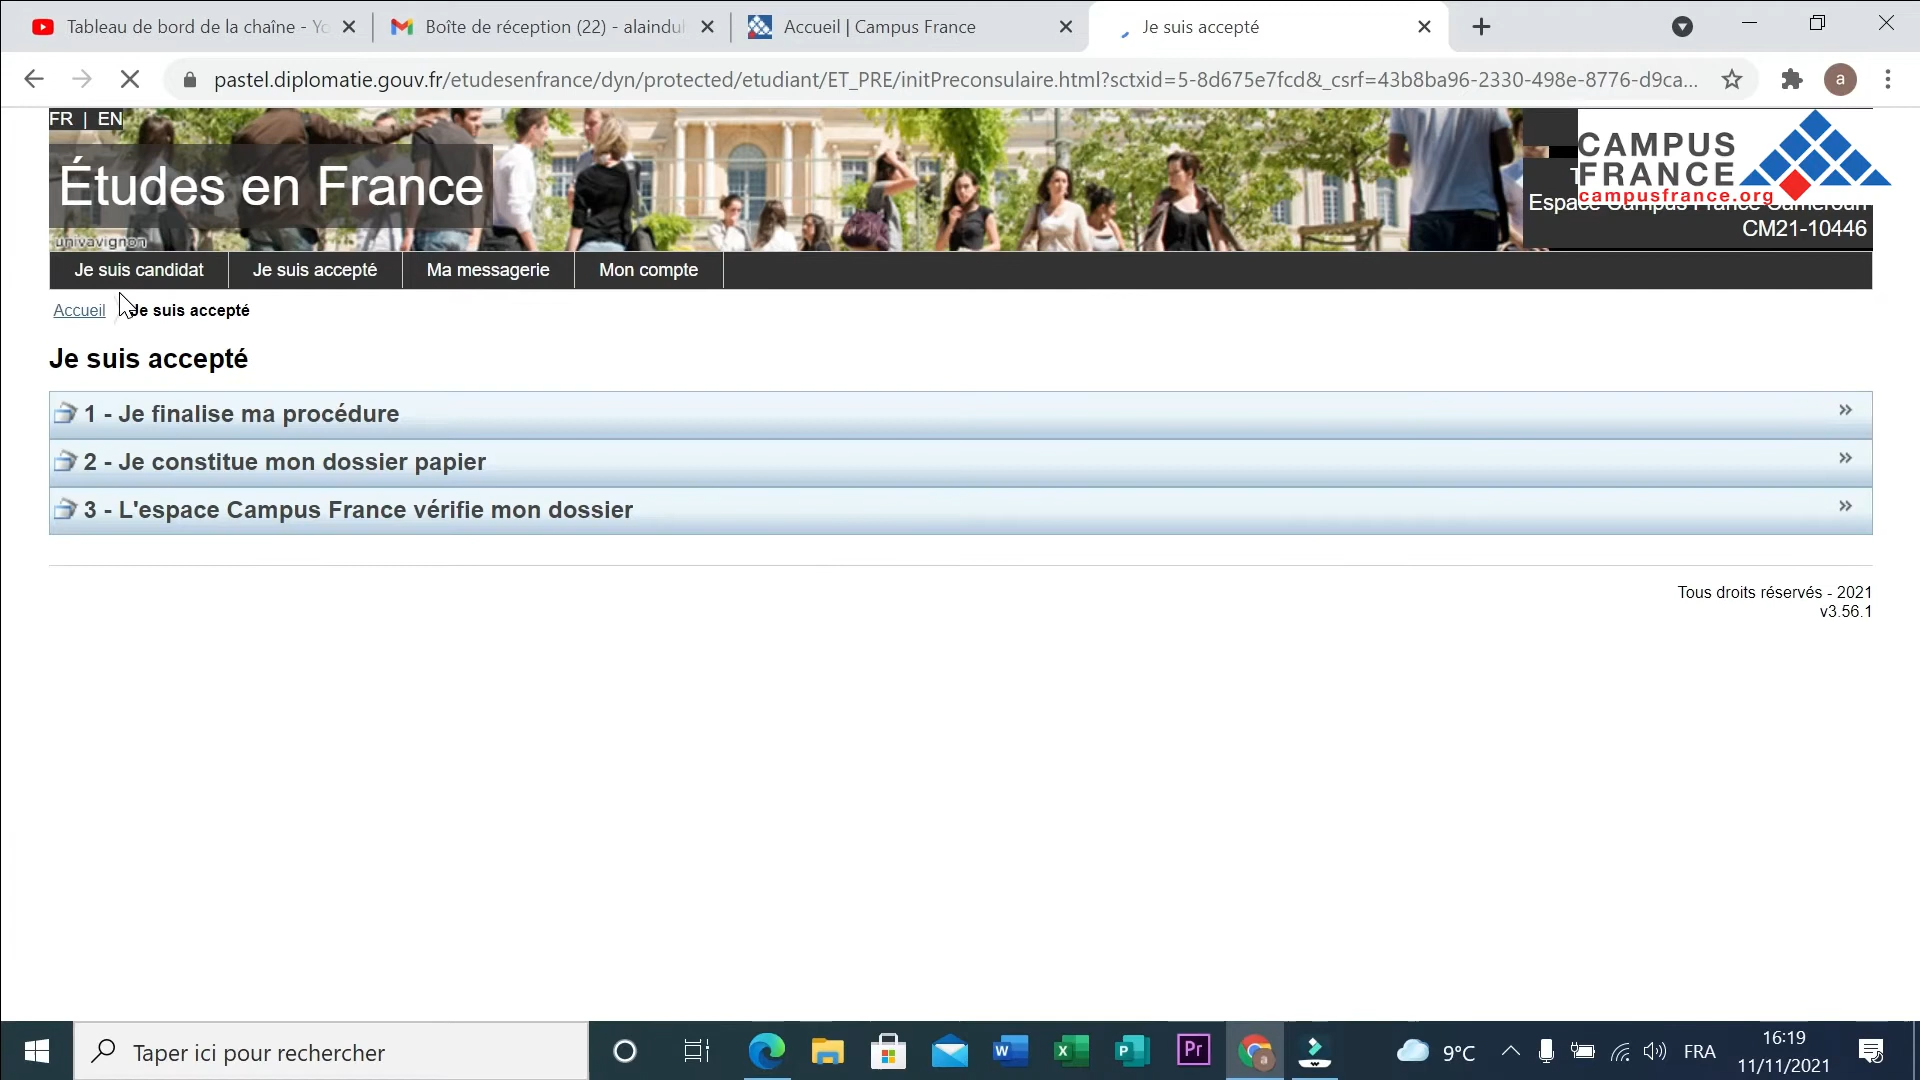 Tableau de bord de la chaîne - Yo
Boîte de réception (22) - alaindul
Accueil | Campus France
Je suis accepté
pastel.diplomatie.gouv.fr/etudesenfrance/dyn/protected/etudiant/ET_PRE/initPreconsulaire.html?sctxid=5-8d675e7fcd&_csrf=43b8ba96-2330-498e-8776-d9ca...
a
FR | EN
Études en France
univavignon
CAMPUS
FRANCE
campusfrance.org
Espace Campus France Cameroun
CM21-10446
Je suis candidat
Je suis accepté
Ma messagerie
Mon compte
Accueil
Je suis accepté
Je suis accepté
1 - Je finalise ma procédure
2 - Je constitue mon dossier papier
3 - L'espace Campus France vérifie mon dossier
Tous droits réservés - 2021
v3.56.1
Taper ici pour rechercher
9°C
FRA
16:19
11/11/2021